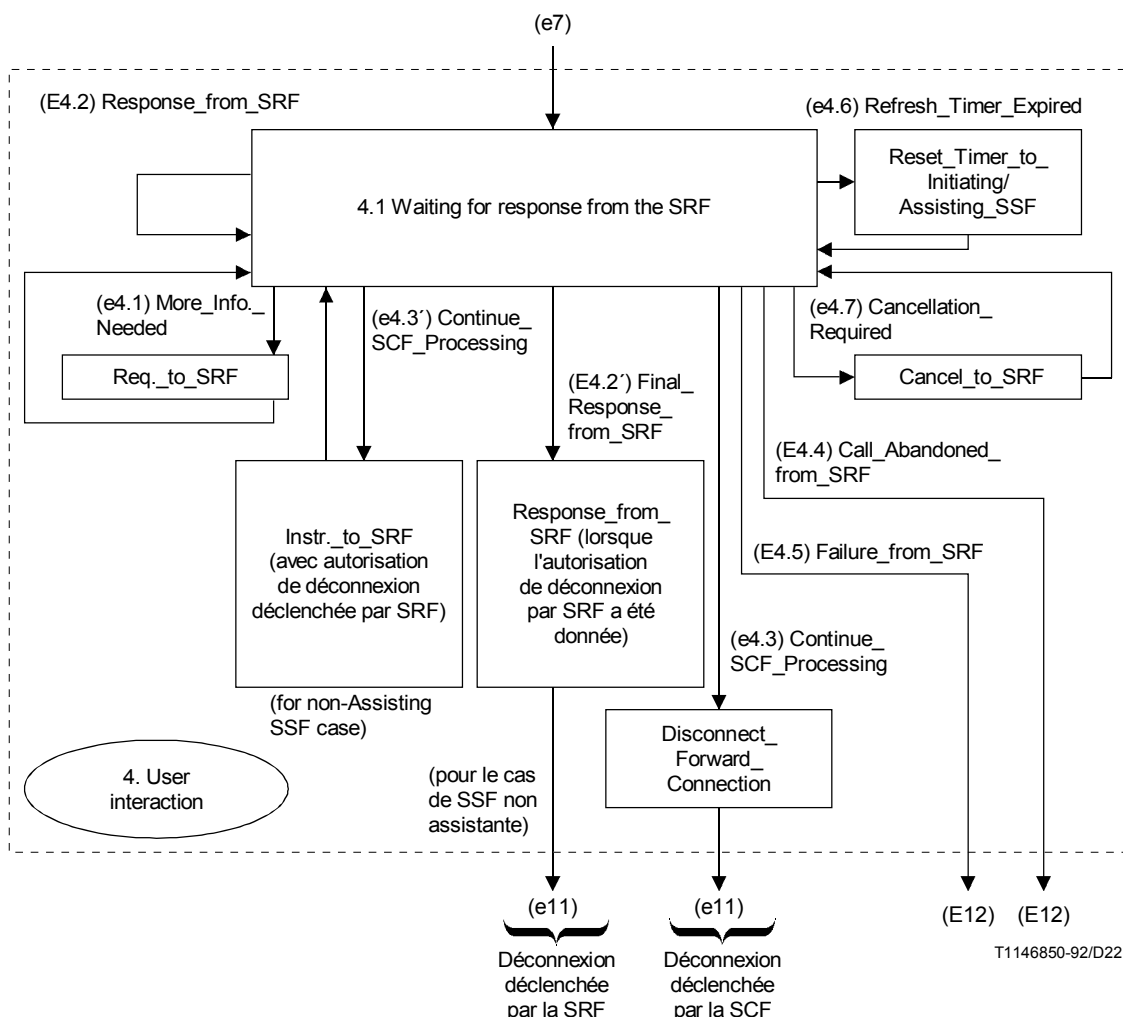 (e7)
(E4.2) Response_from_SRF
(e4.6) Refresh_Timer_Expired
Reset_Timer_to_
Initiating/
Assisting_SSF
4.1 Waiting for response from the SRF
(e4.1) More_Info._
Needed
Req._to_SRF
(e4.3´) Continue_
SCF_Processing
(E4.2´) Final_
Response_
from_SRF
(e4.7) Cancellation_
Required
Cancel_to_SRF
(E4.4) Call_Abandoned_
from_SRF
(E4.5) Failure_from_SRF
Instr._to_SRF
(avec autorisation
de déconnexion
déclenchée par SRF)
Response_from_
SRF (lorsque
l'autorisation
de déconnexion
par SRF a été
donnée)
(e4.3) Continue_
SCF_Processing
(for non-Assisting
SSF case)
Disconnect_
Forward_
Connection
4. User
interaction
(pour le cas
de SSF non
assistante)
(e11)
(e11)
(E12)
(E12)
T1146850-92/D22
Déconnexion
déclenchée
par la SRF
Déconnexion
déclenchée
par la SCF